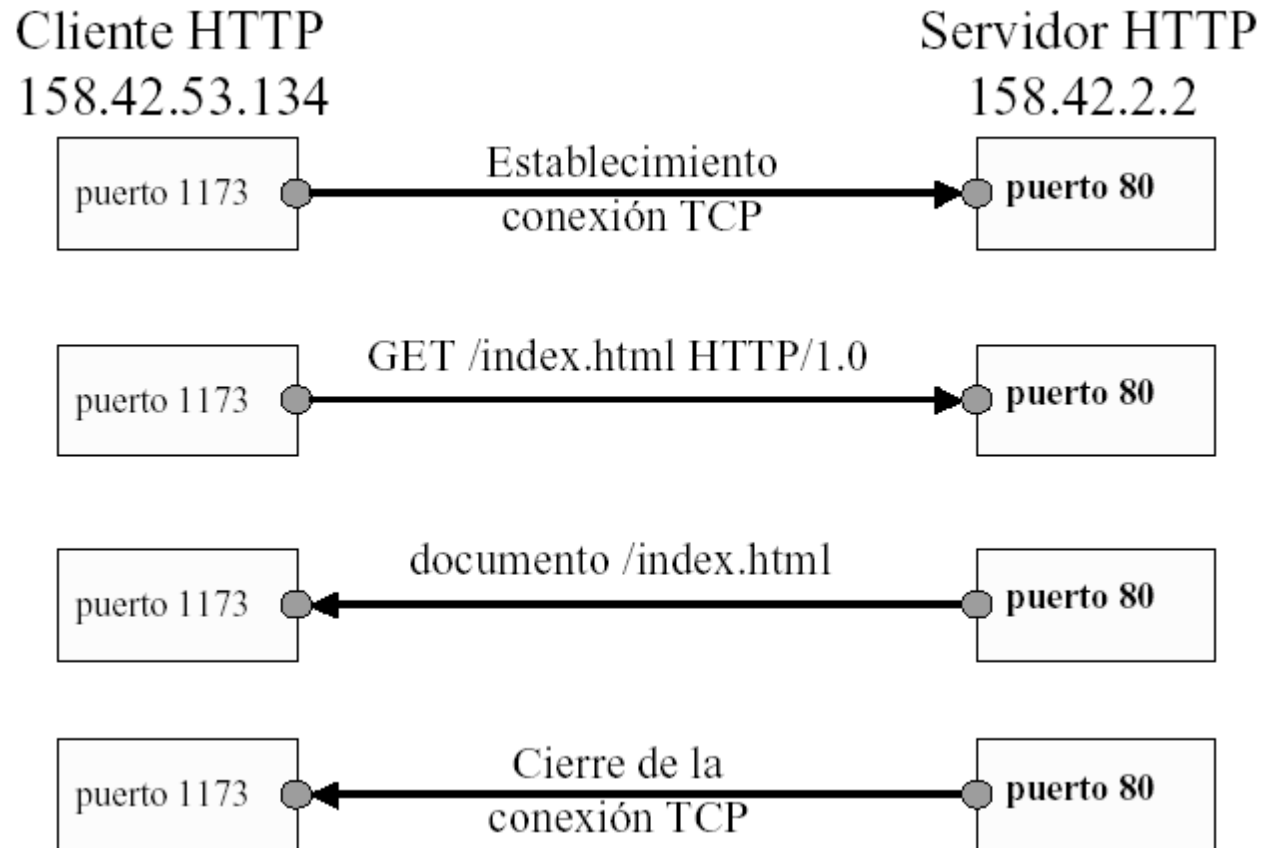 Cliente HTTP
Servidor HTTP
158.42.53.134
158.42.2.2
puerto 1173
Establecimiento
conexión TCP
puerto 80
puerto 1173
GET /index.html HTTP/1.0
puerto 80
puerto 1173
documento /index.html
puerto 80
puerto 1173
Cierre de la
conexión TCP
puerto 80